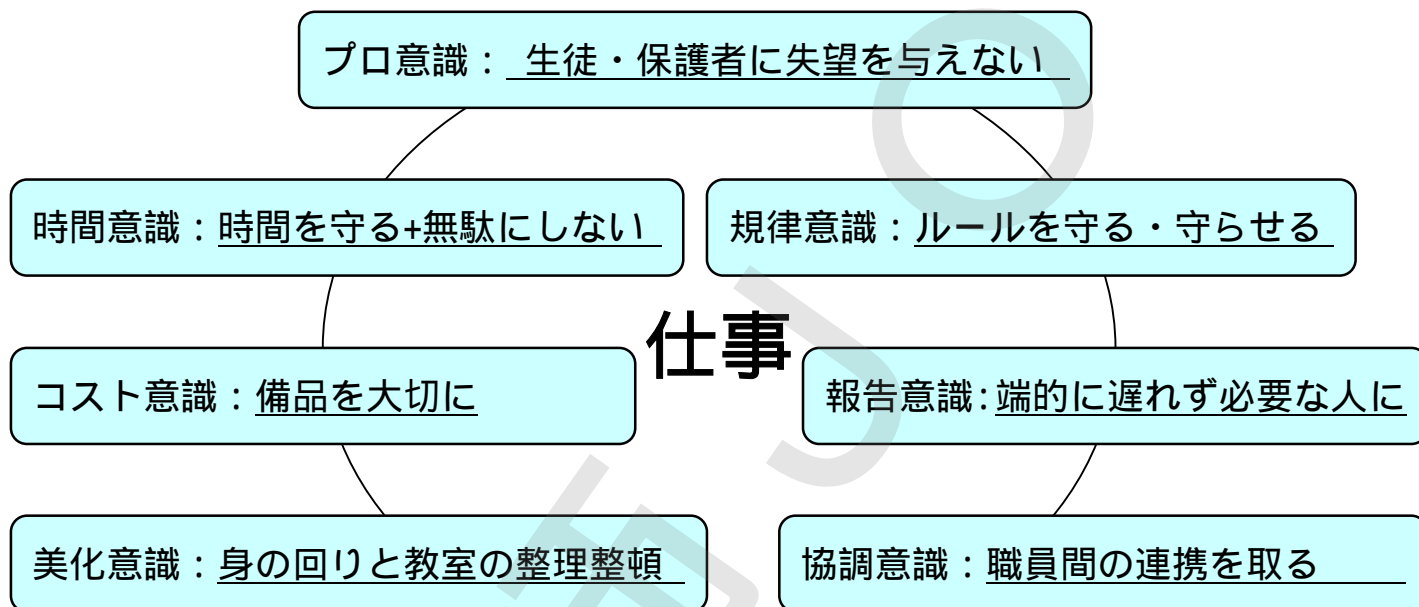 プロ意識： 生徒・保護者に失望を与えない
時間意識：時間を守る+無駄にしない
規律意識：ルールを守る・守らせる
仕事
コスト意識：備品を大切に
報告意識:端的に遅れず必要な人に
美化意識：身の回りと教室の整理整頓
協調意識：職員間の連携を取る